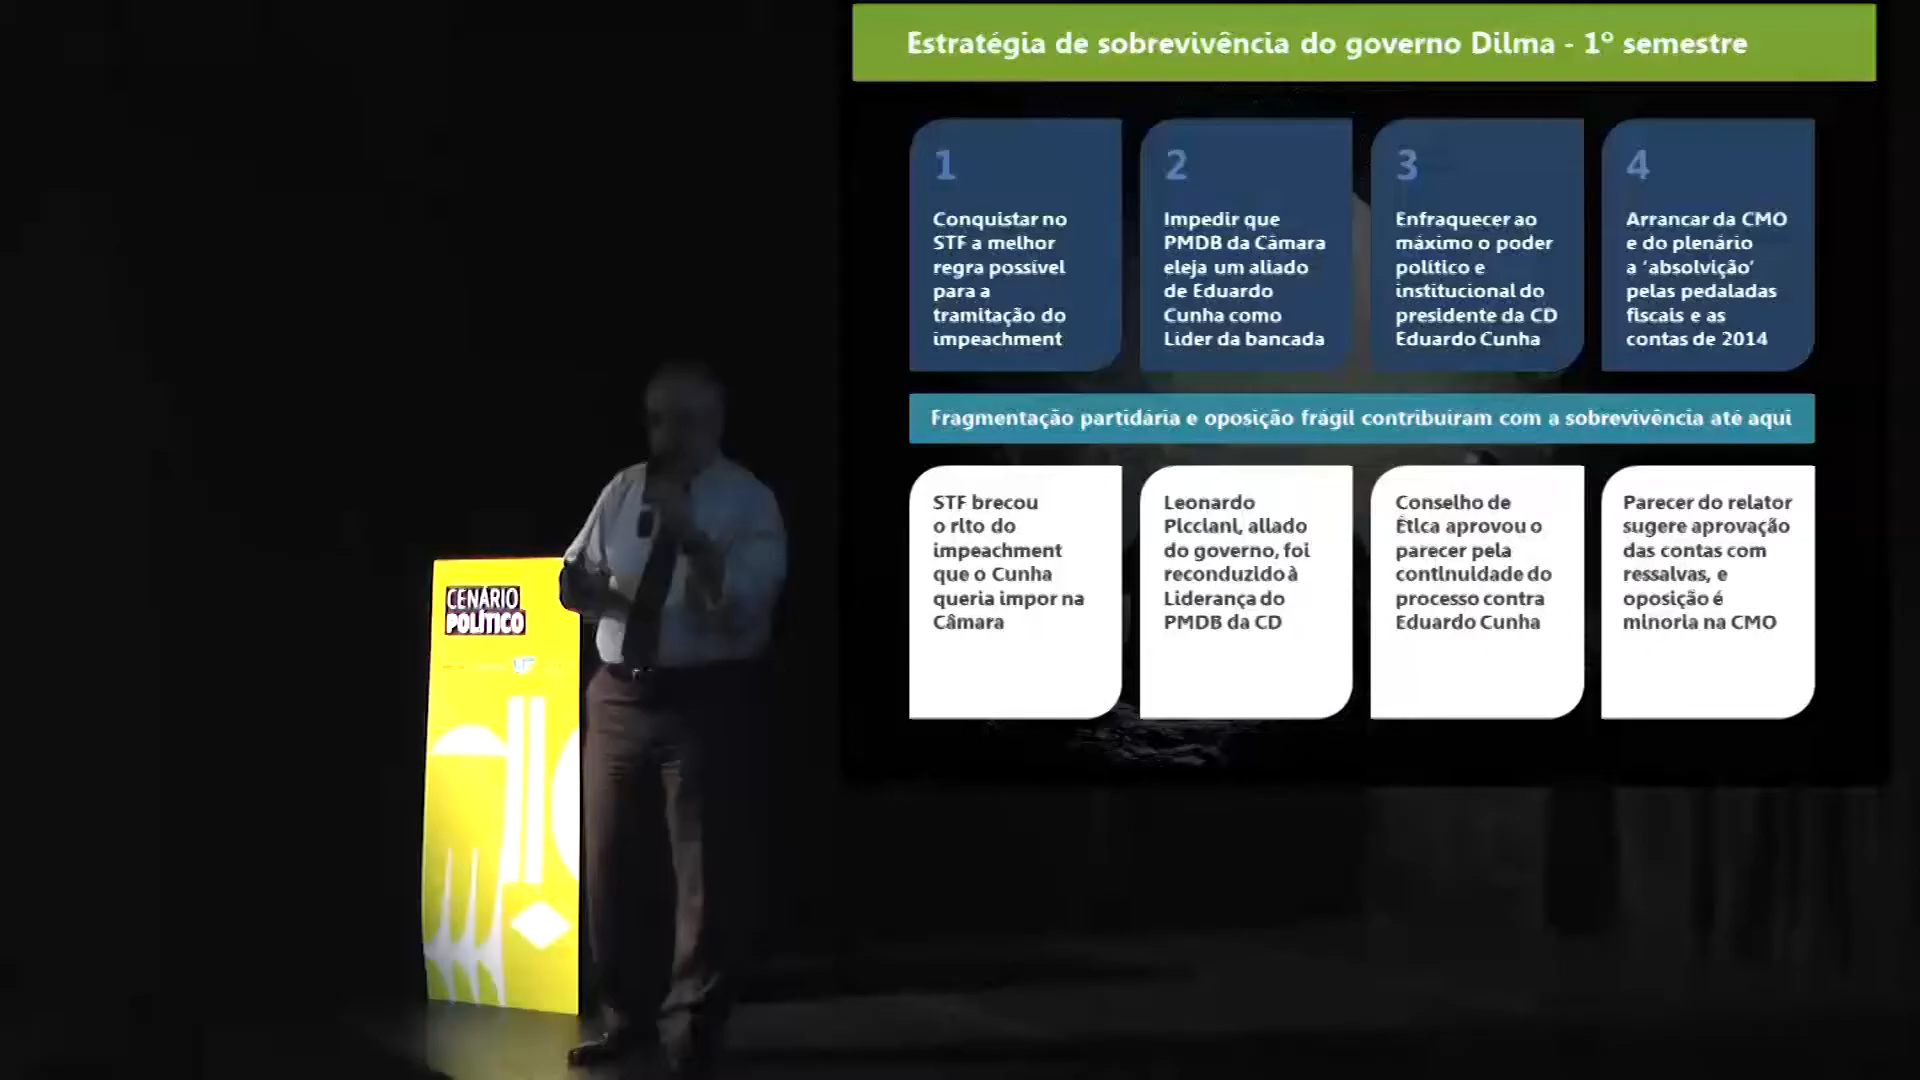 Estratégia de sobrevivência do governo Dilma - 1º semestre
1
Conquistar no
STF a melhor
regra possível
para a
tramitação do
impeachment
2
Impedir que
PMDB da Câmara
eleja um aliado
de Eduardo
Cunha como
Líder da bancada
3
Enfraquecer ao
máximo o poder
político e
institucional do
presidente da CD
Eduardo Cunha
4
Arrancar da CMO
e do plenário
a ‘absolvição’
pelas pedaladas
fiscais e as
contas de 2014
Fragmentação partidária e oposição frágil contribuíram com a sobrevivência até aqui
STF brecou
o rito do
impeachment
que o Cunha
queria impor na
Câmara
Leonardo
Picciani, aliado
do governo, foi
reconduzido à
Liderança do
PMDB da CD
Conselho de
Ética aprovou o
parecer pela
continuidade do
processo contra
Eduardo Cunha
Parecer do relator
sugere aprovação
das contas com
ressalvas, e
oposição é
minoria na CMO
CENÁRIO
POLÍTICO